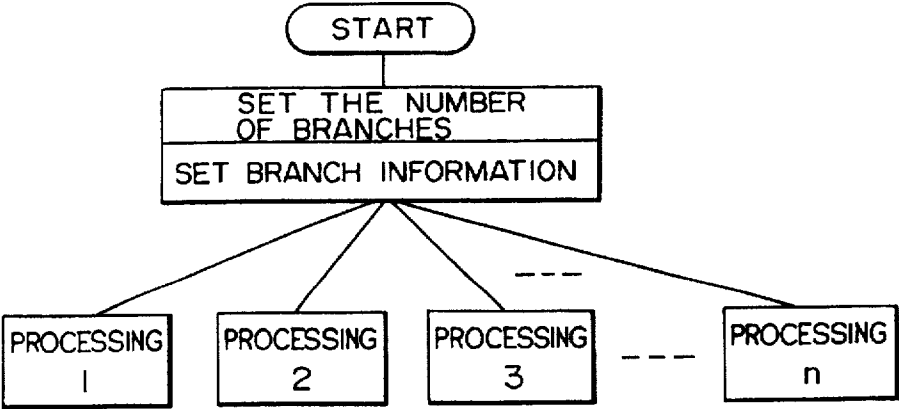 START
SET THE NUMBER
OF BRANCHES
SET BRANCH INFORMATION
PROCESSING
1
PROCESSING
2
PROCESSING
3
PROCESSING
n